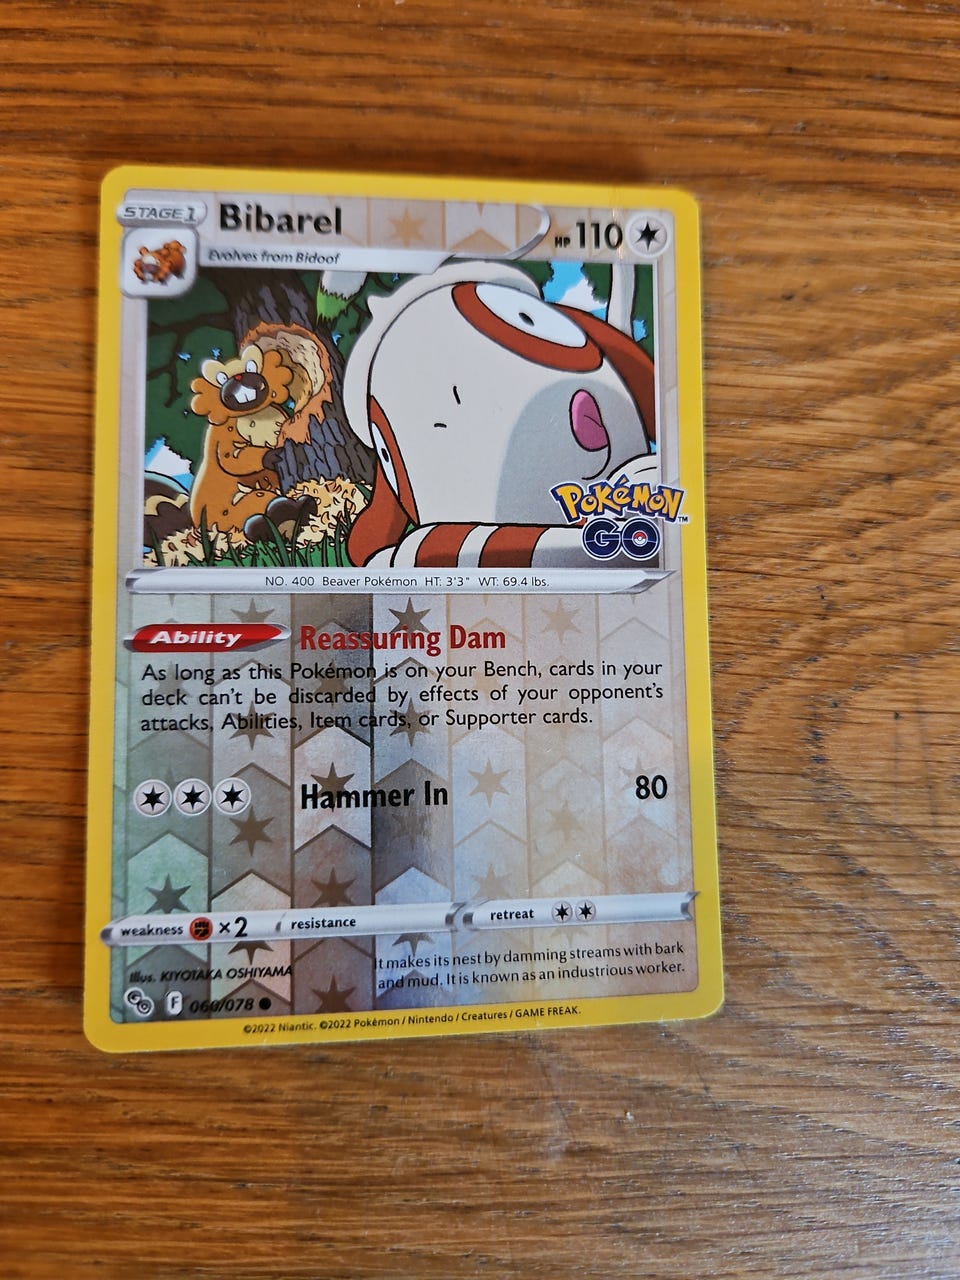 STAGE 1
Bibarel
HP 110
Evolves from Bidoof
Pokémon
GO™
NO. 400 Beaver Pokémon HT: 3'3" WT: 69.4 lbs.
Ability Reassuring Dam
As long as this Pokémon is on your Bench, cards in your
deck can't be discarded by effects of your opponent's
attacks, Abilities, Item cards, or Supporter cards.
Hammer In 80
weakness ×2 resistance retreat
Illus. KIYOTAKA OSHIYAMA
It makes its nest by damming streams with bark
and mud. It is known as an industrious worker.
F 060/078
©2022 Niantic. ©2022 Pokémon / Nintendo / Creatures / GAME FREAK.